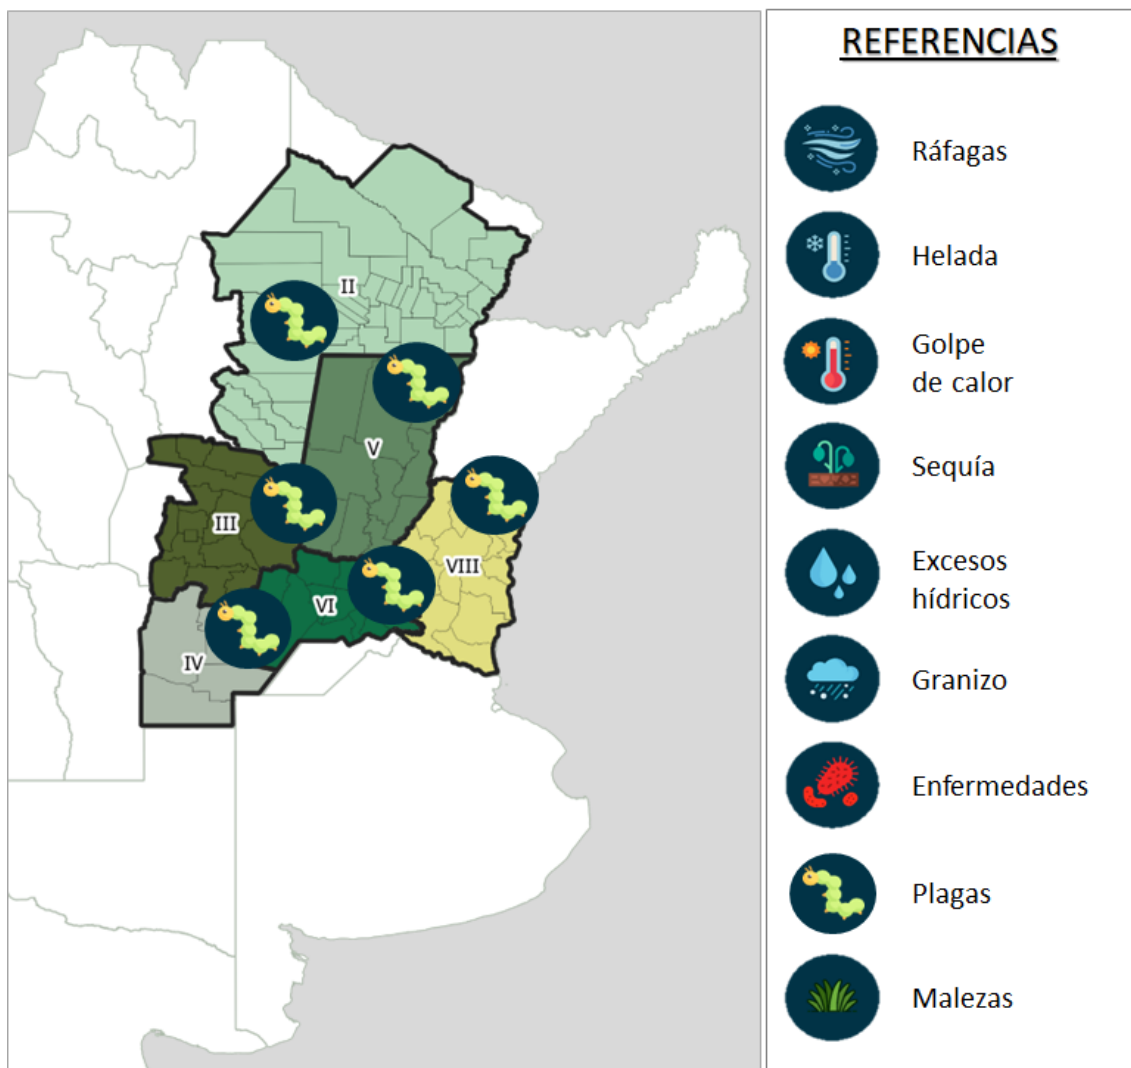 II
V
III
VIII
VI
IV
REFERENCIAS
Ráfagas
Helada
Golpe
de calor
Sequía
Excesos
hídricos
Granizo
Enfermedades
Plagas
Malezas